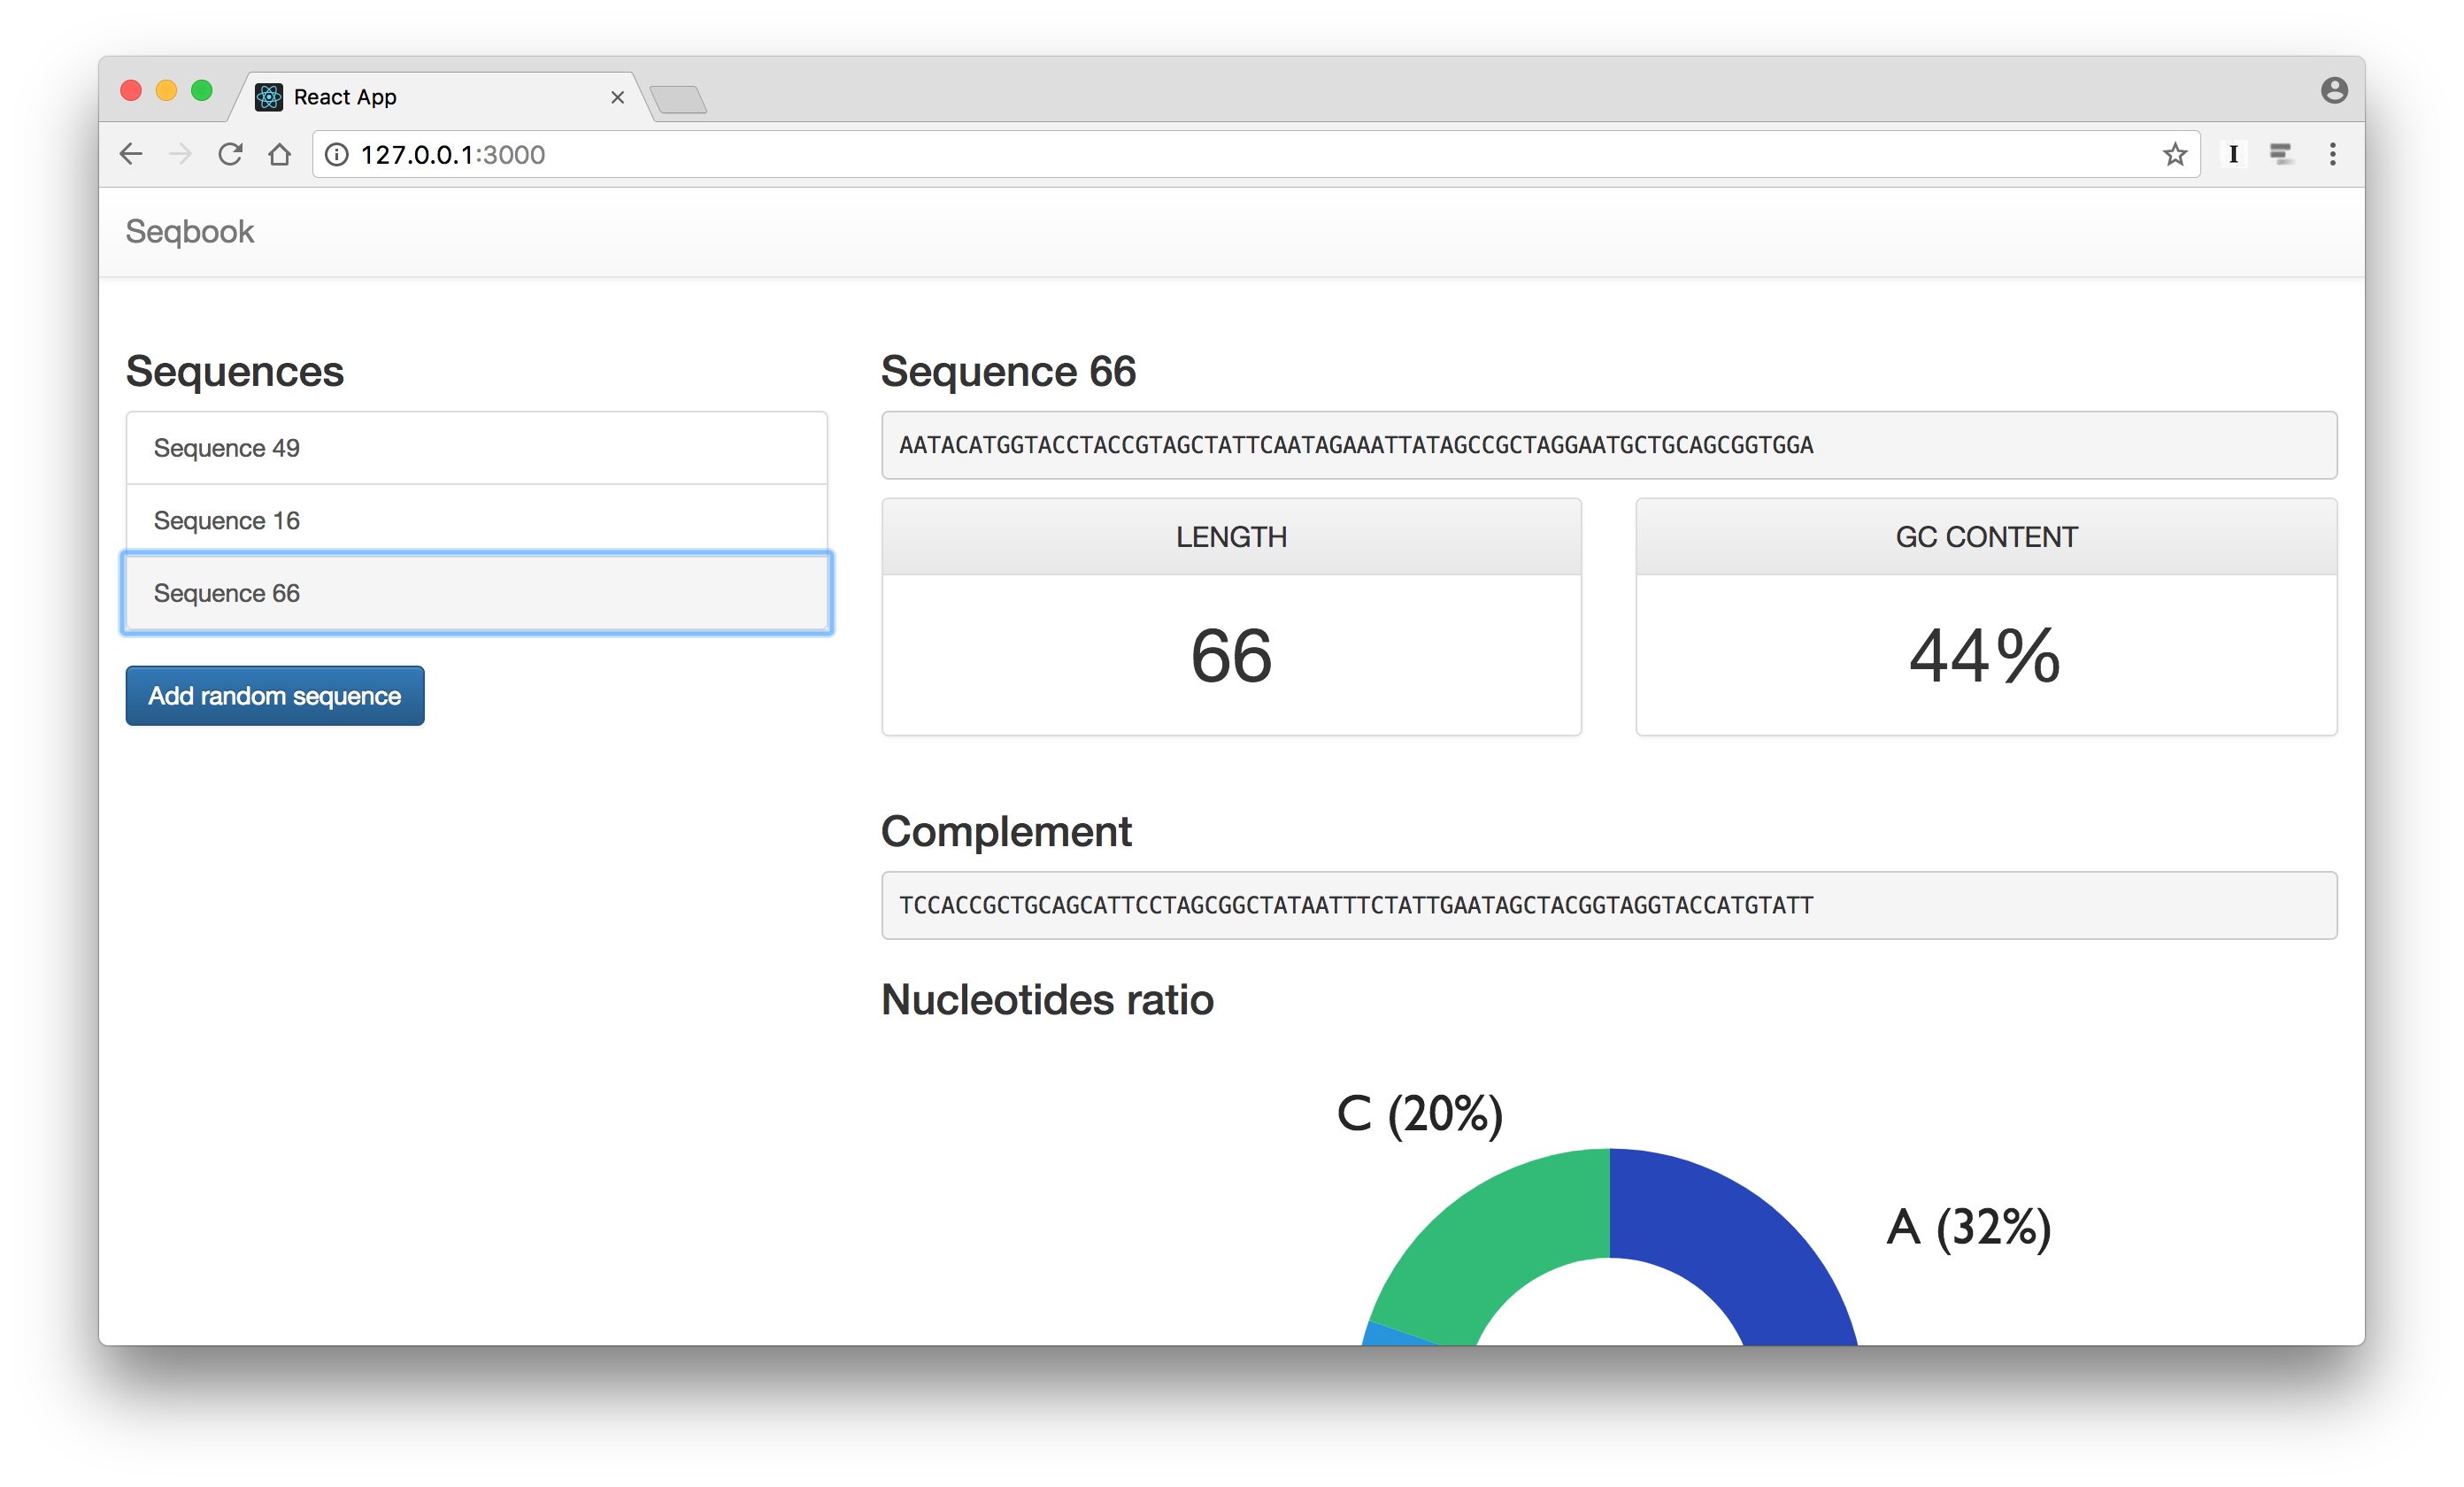 React App
127.0.0.1:3000
I
Seqbook
Sequences
Sequence 49
Sequence 16
Sequence 66
Add random sequence
Sequence 66
AATACATGGTACCTACCGTAGCTATTCAATAGAAATTATAGCCGCTAGGAATGCTGCAGCGGTGGA
LENGTH
66
GC CONTENT
44%
Complement
TCCACCGCTGCAGCATTCCTAGCGGCTATAATTTCTATTGAATAGCTACGGTAGGTACCATGTATT
Nucleotides ratio
C (20%)
A (32%)